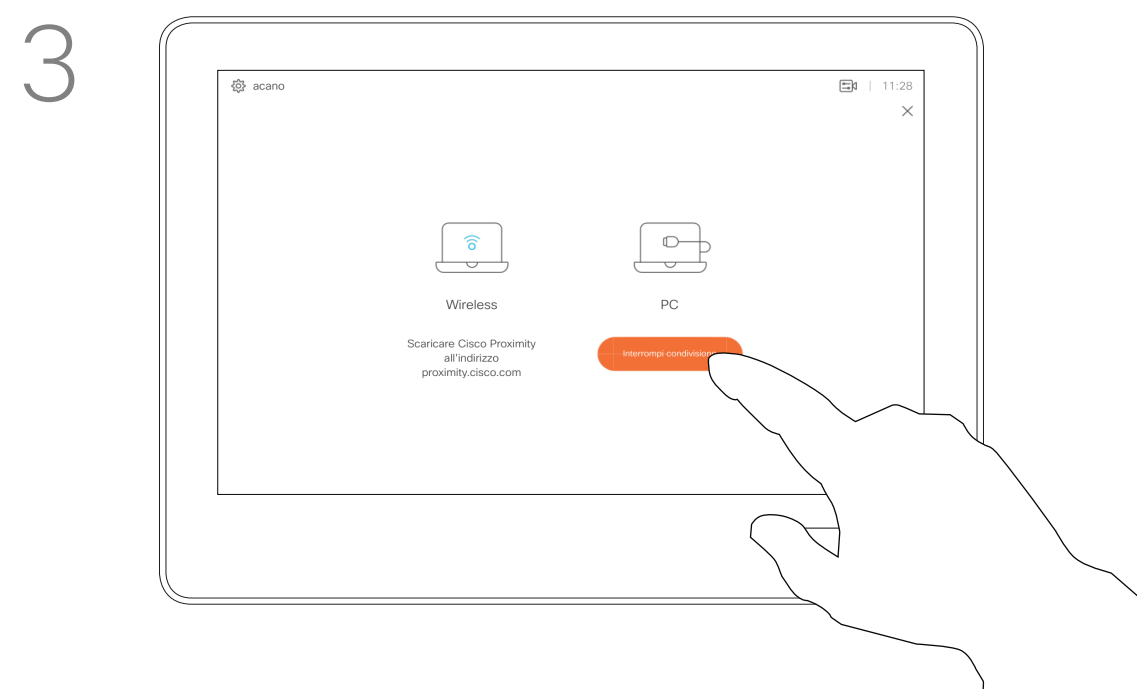 3
acano
11:28
Wireless
PC
Scaricare Cisco Proximity
all'indirizzo
proximity.cisco.com
Interrompi condivisione